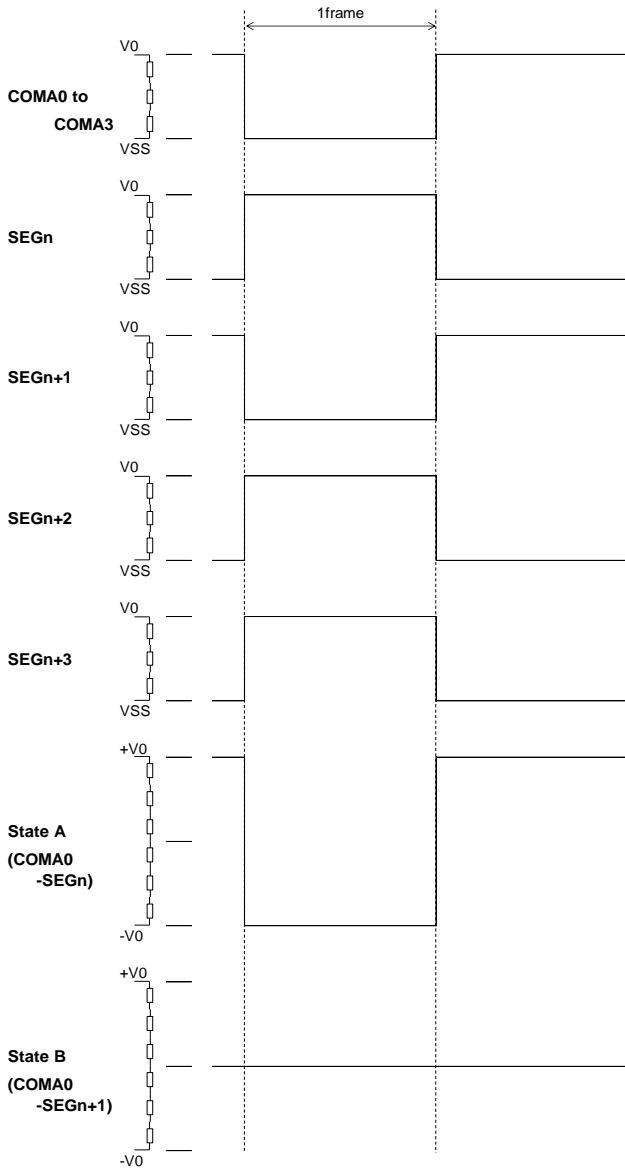 1frame
V0
COMA0 to
COMA3
VSS
V0
SEGn
VSS
V0
SEGn+1
VSS
V0
SEGn+2
VSS
V0
SEGn+3
VSS
+V0
State A
(COMA0
-SEGn)
-V0
+V0
State B
(COMA0
-SEGn+1)
-V0